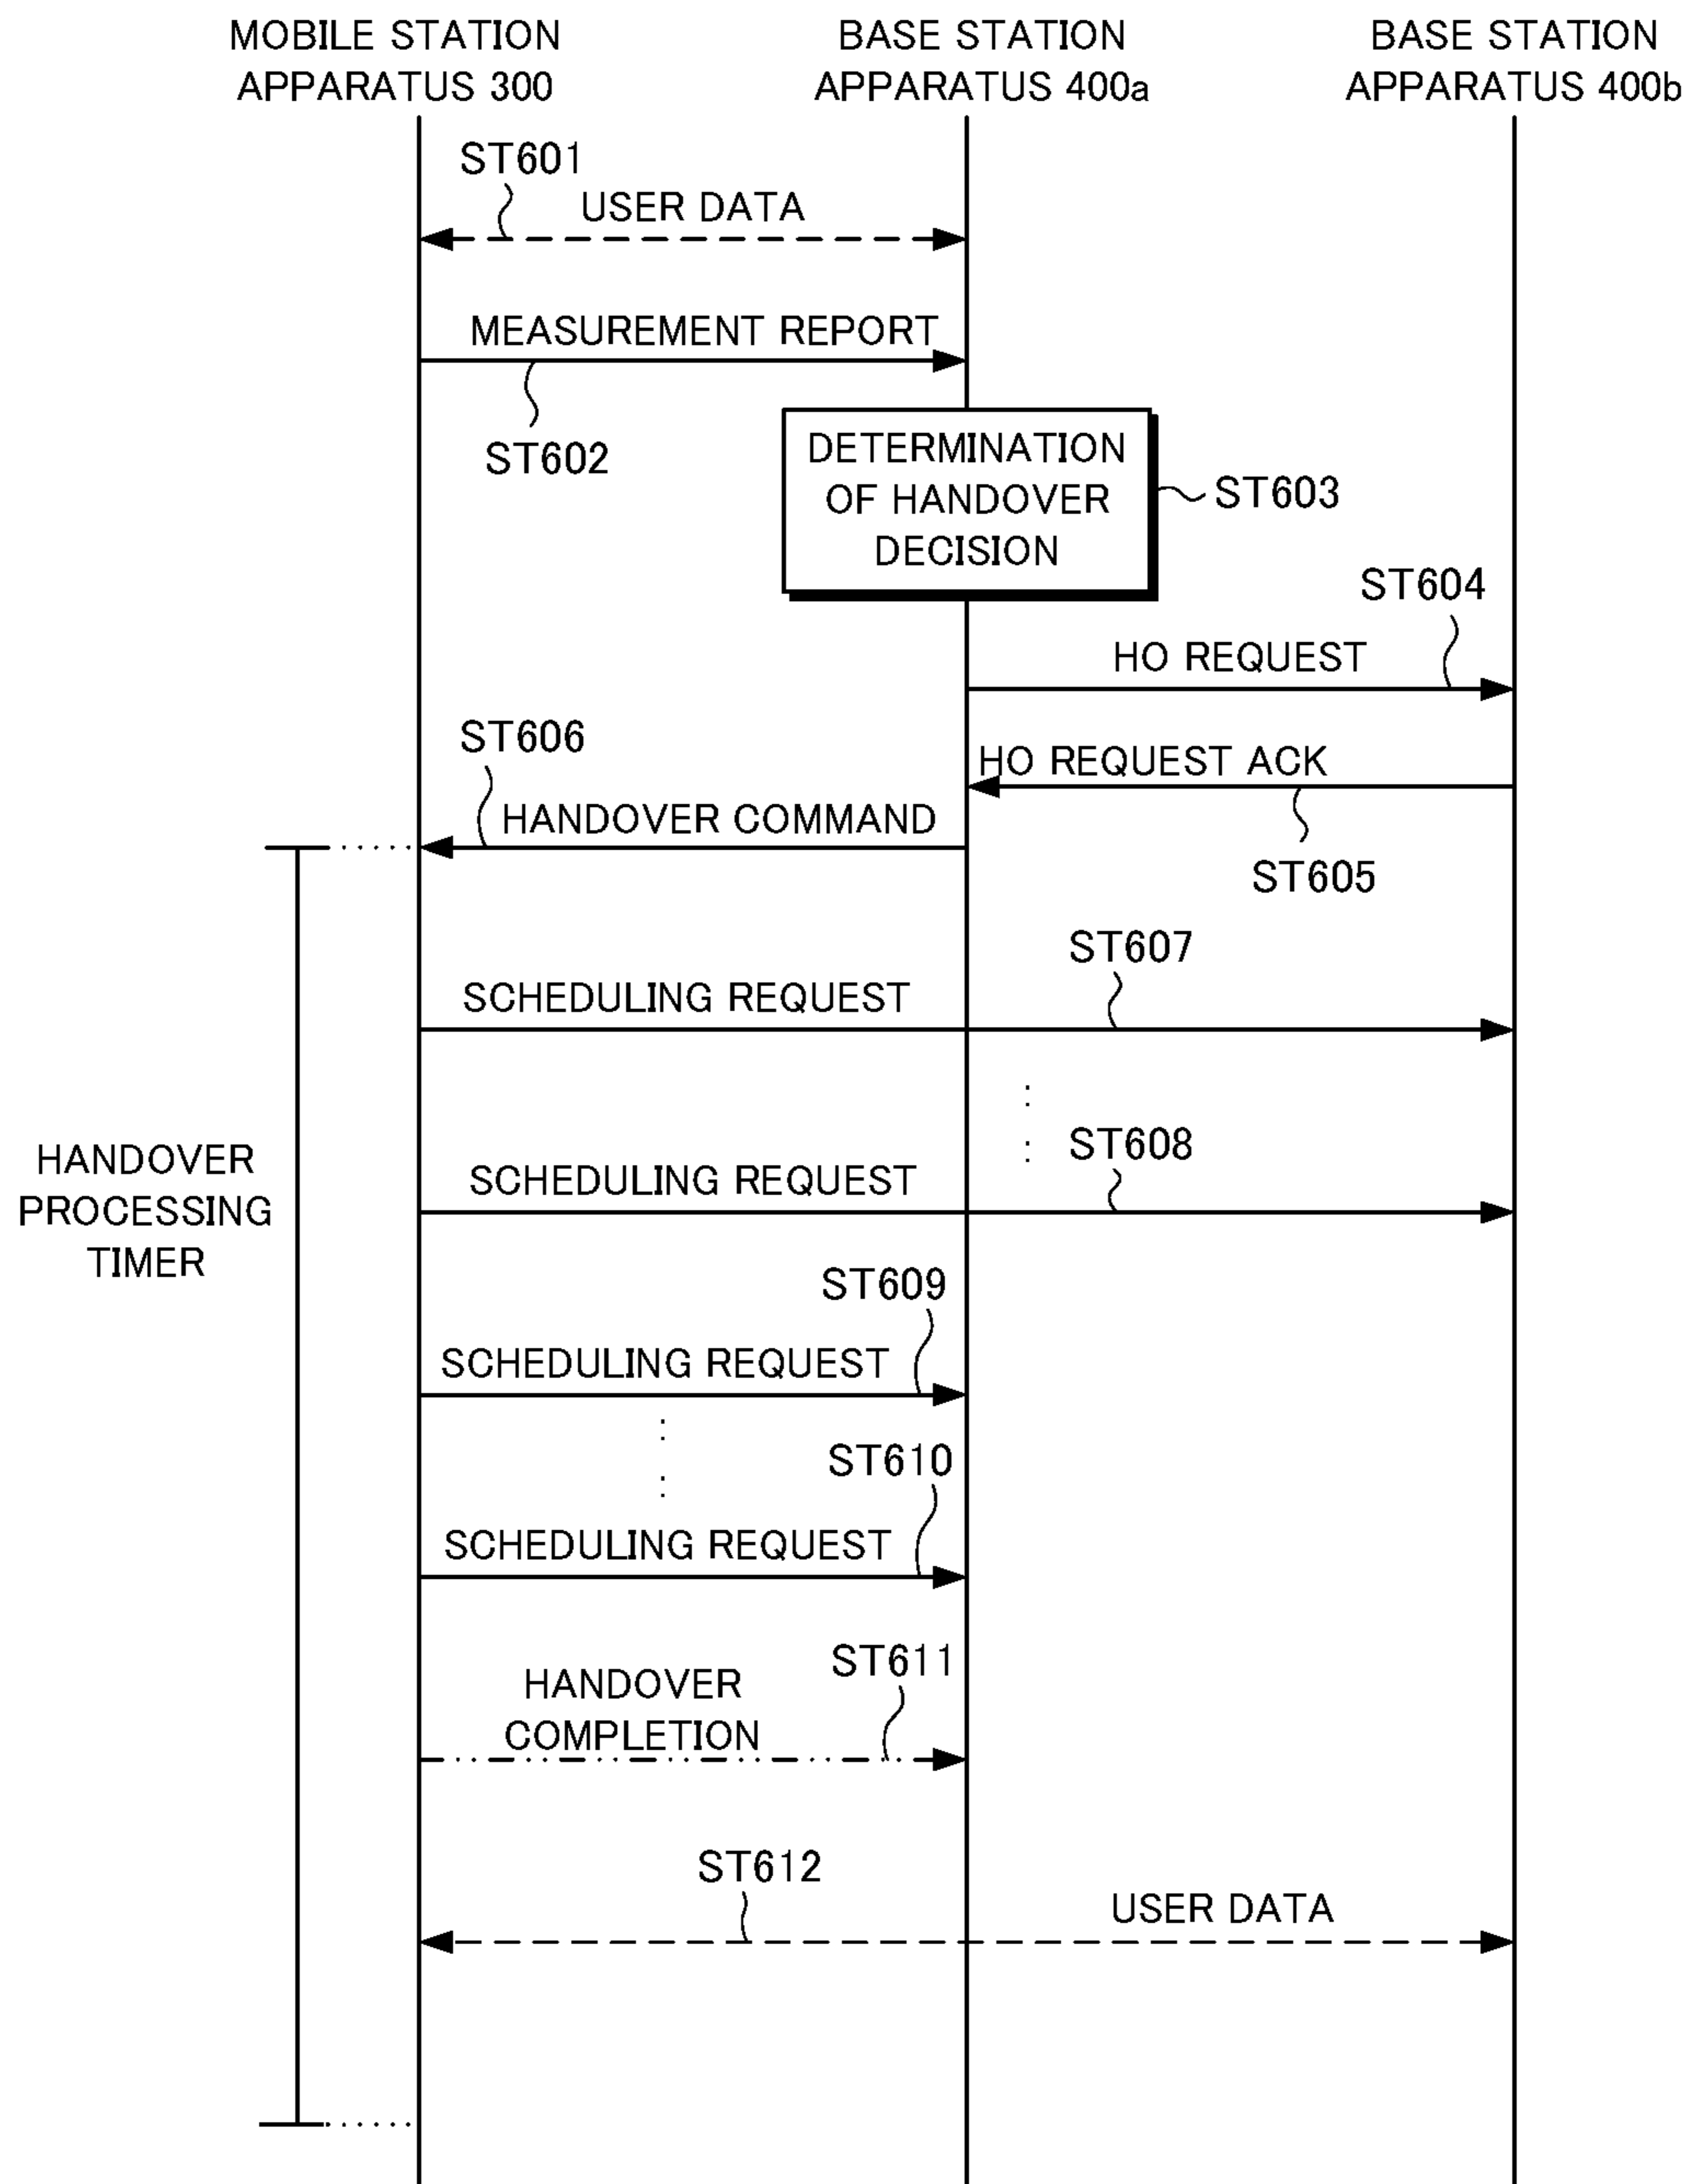 MOBILE STATION
APPARATUS 300
BASE STATION
APPARATUS 400a
BASE STATION
APPARATUS 400b
ST601
USER DATA
MEASUREMENT REPORT
ST602
DETERMINATION
OF HANDOVER
DECISION
ST603
ST604
HO REQUEST
ST606
HO REQUEST ACK
HANDOVER COMMAND
ST605
ST607
SCHEDULING REQUEST
ST608
SCHEDULING REQUEST
HANDOVER
PROCESSING
TIMER
ST609
SCHEDULING REQUEST
ST610
SCHEDULING REQUEST
ST611
HANDOVER
COMPLETION
ST612
USER DATA